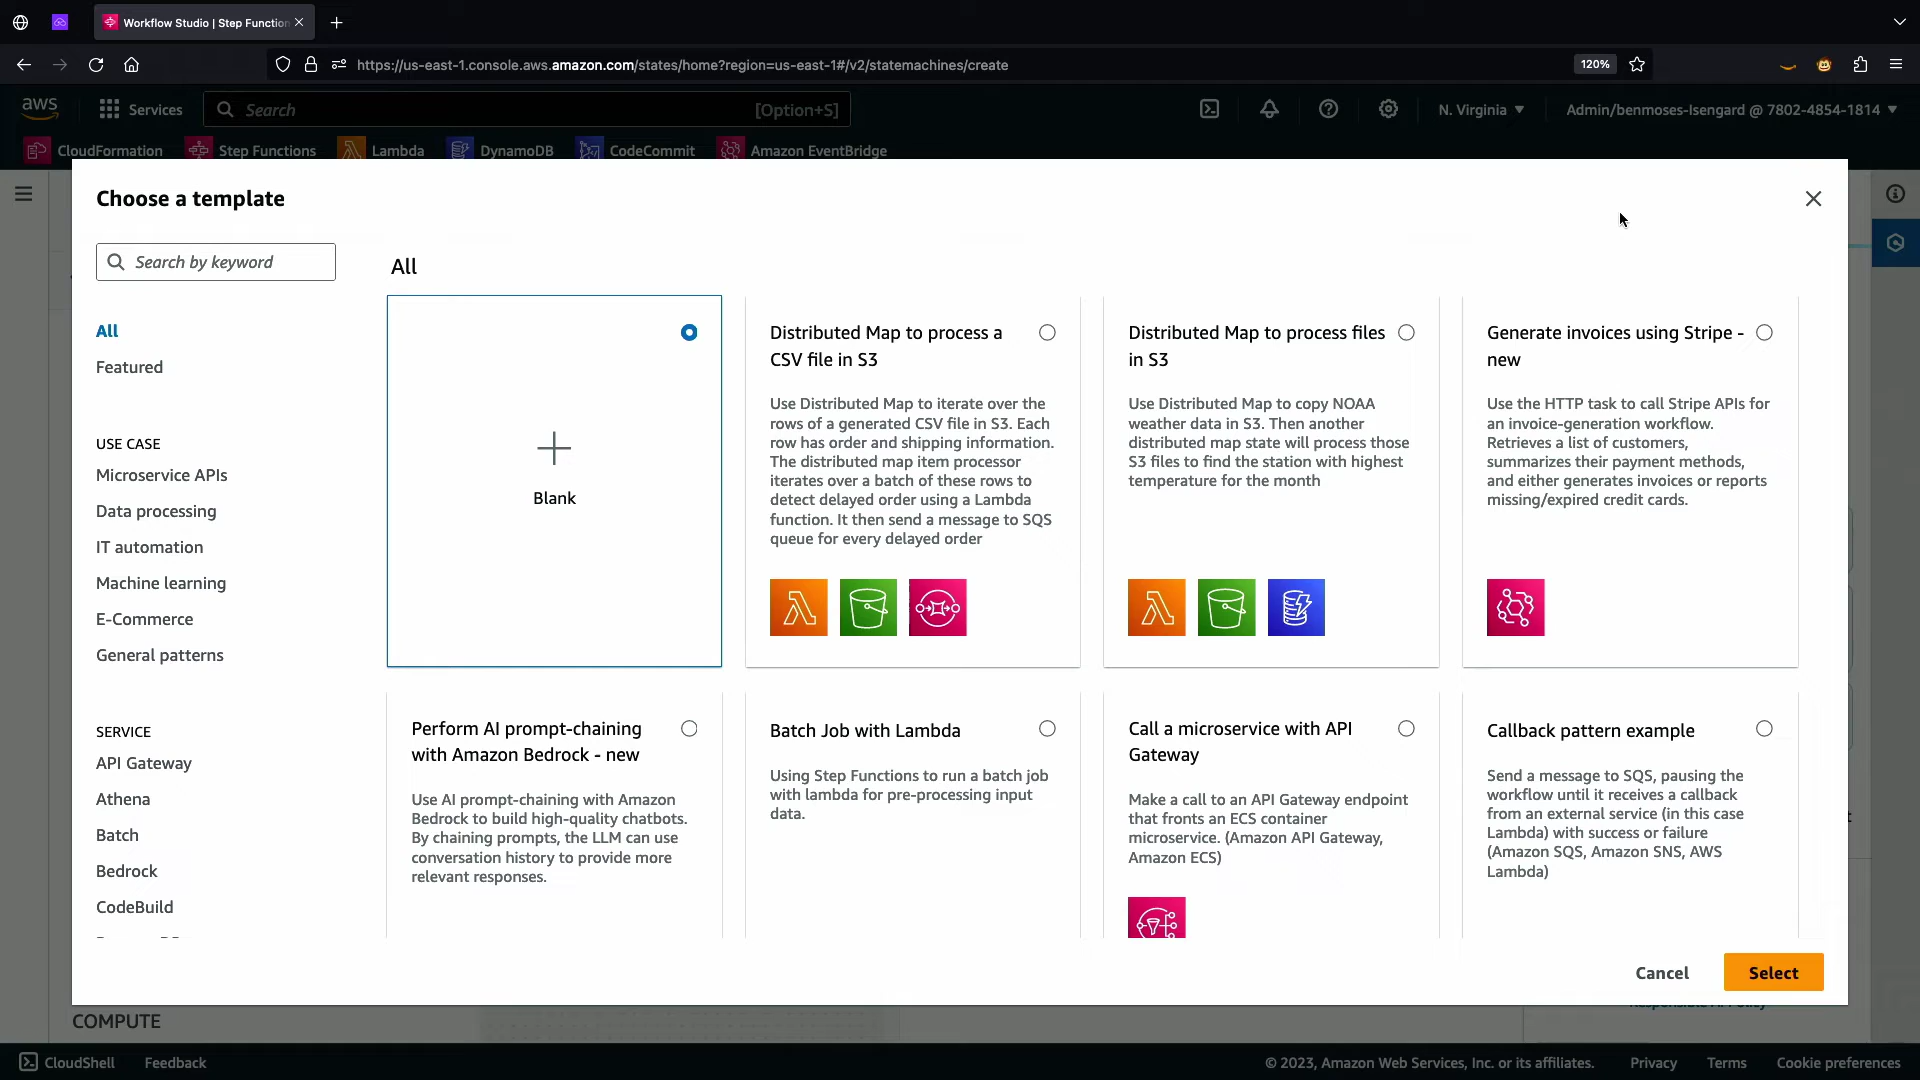 Workflow Studio | Step Function
https://us-east-1.console.aws.amazon.com/states/home?region=us-east-1#/v2/statemachines/create
120%
aws
Services
Search
[Option+S]
N. Virginia
Admin/benmoses-Isengard @ 7802-4854-1814
CloudFormation
Step Functions
Lambda
DynamoDB
CodeCommit
Amazon EventBridge
Choose a template
Search by keyword
All
Featured
USE CASE
Microservice APIs
Data processing
IT automation
Machine learning
E-Commerce
General patterns
SERVICE
API Gateway
Athena
Batch
Bedrock
CodeBuild
All
Blank
Distributed Map to process a
CSV file in S3
Use Distributed Map to iterate over the
rows of a generated CSV file in S3. Each
row has order and shipping information.
The distributed map item processor
iterates over a batch of these rows to
detect delayed order using a Lambda
function. It then send a message to SQS
queue for every delayed order
Distributed Map to process files
in S3
Use Distributed Map to copy NOAA
weather data in S3. Then another
distributed map state will process those
S3 files to find the station with highest
temperature for the month
Generate invoices using Stripe -
new
Use the HTTP task to call Stripe APIs for
an invoice-generation workflow.
Retrieves a list of customers,
summarizes their payment methods,
and either generates invoices or reports
missing/expired credit cards.
Perform AI prompt-chaining
with Amazon Bedrock - new
Use AI prompt-chaining with Amazon
Bedrock to build high-quality chatbots.
By chaining prompts, the LLM can use
conversation history to provide more
relevant responses.
Batch Job with Lambda
Using Step Functions to run a batch job
with lambda for pre-processing input
data.
Call a microservice with API
Gateway
Make a call to an API Gateway endpoint
that fronts an ECS container
microservice. (Amazon API Gateway,
Amazon ECS)
Callback pattern example
Send a message to SQS, pausing the
workflow until it receives a callback
from an external service (in this case
Lambda) with success or failure
(Amazon SQS, Amazon SNS, AWS
Lambda)
Cancel
Select
COMPUTE
CloudShell
Feedback
© 2023, Amazon Web Services, Inc. or its affiliates.
Privacy
Terms
Cookie preferences